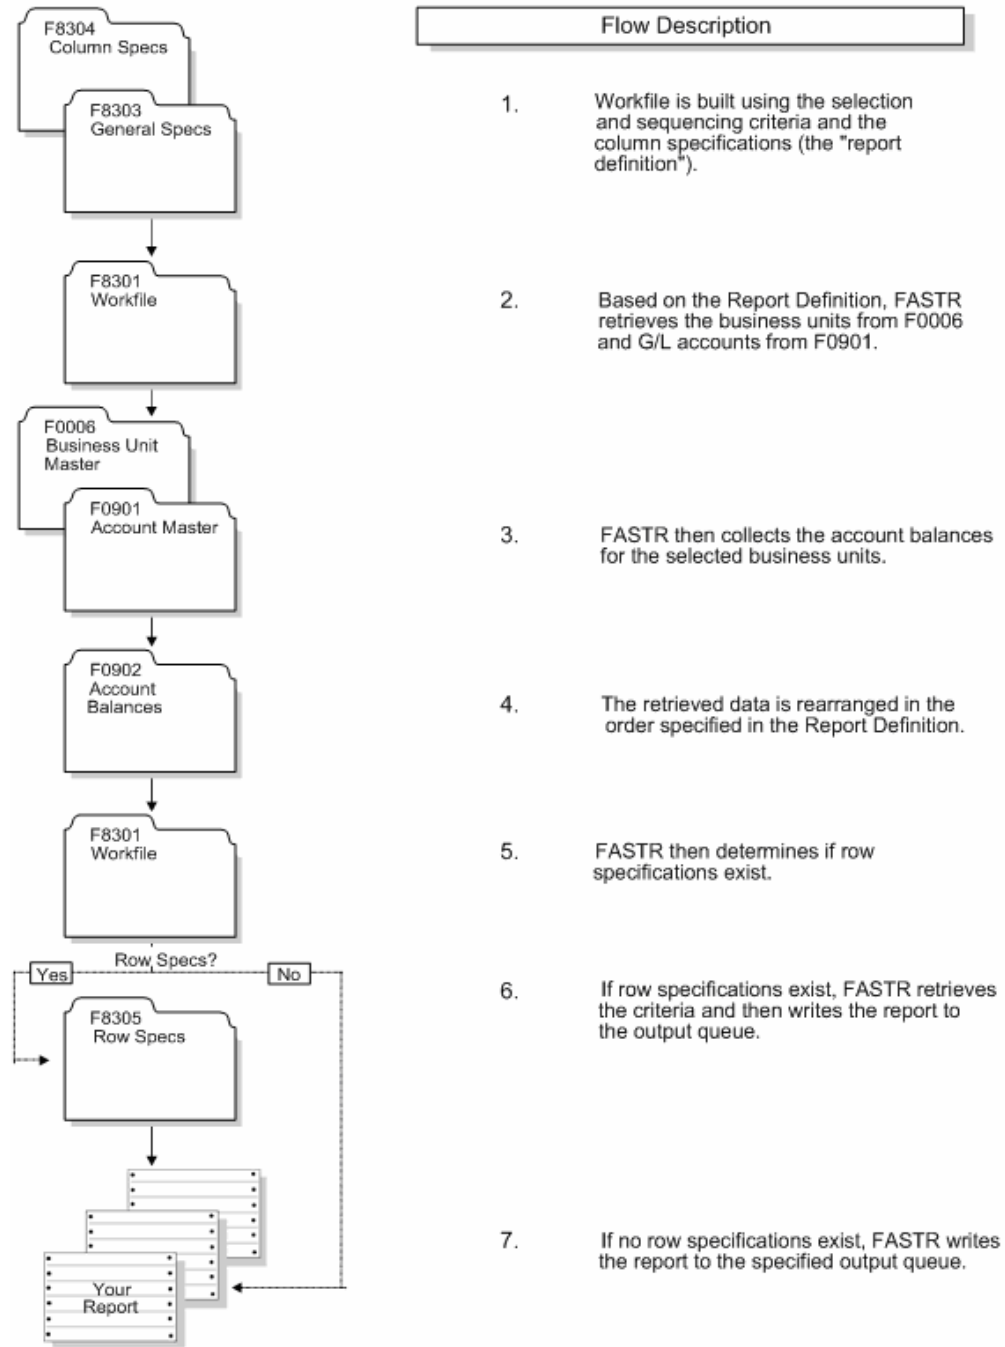 F8304
Column Specs
F8303
General Specs
F8301
Workfile
F0006
Business Unit
Master
F0901
Account Master
F0902
Account
Balances
F8301
Workfile
Row Specs?
Yes
No
F8305
Row Specs
Your
Report
Flow Description
1. Workfile is built using the selection
and sequencing criteria and the
column specifications (the "report
definition").
2. Based on the Report Definition, FASTR
retrieves the business units from F0006
and G/L accounts from F0901.
3. FASTR then collects the account balances
for the selected business units.
4. The retrieved data is rearranged in the
order specified in the Report Definition.
5. FASTR then determines if row
specifications exist.
6. If row specifications exist, FASTR retrieves
the criteria and then writes the report to
the output queue.
7. If no row specifications exist, FASTR writes
the report to the specified output queue.